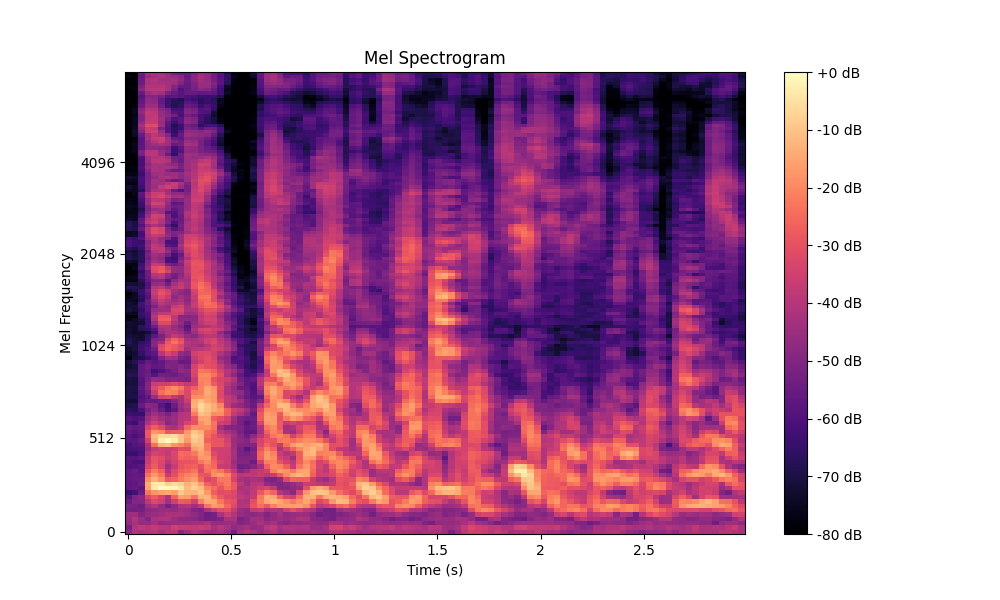 Mel Spectrogram
Mel Frequency
4096
2048
1024
512
0
0
0.5
1
1.5
2
2.5
Time (s)
+0 dB
-10 dB
-20 dB
-30 dB
-40 dB
-50 dB
-60 dB
-70 dB
-80 dB